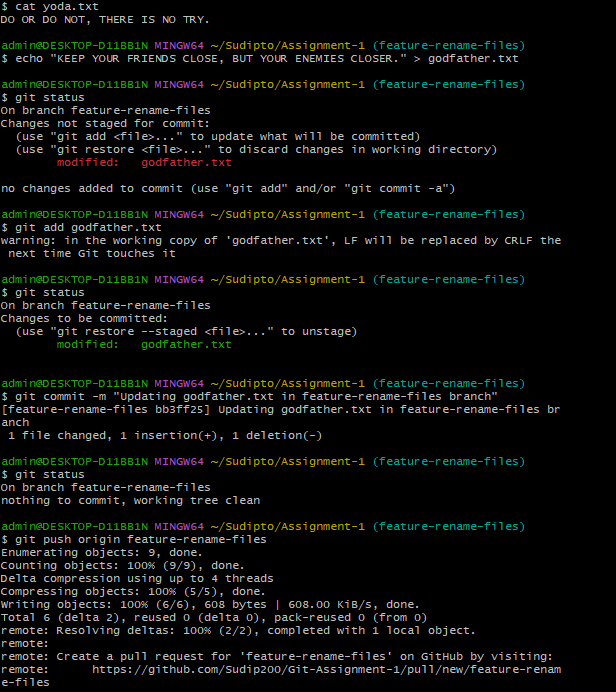 $ cat yoda.txt
DO OR DO NOT, THERE IS NO TRY.
admin@DESKTOP-D11BB1N MINGW64 ~/Sudipto/Assignment-1 (feature-rename-files)
$ echo "KEEP YOUR FRIENDS CLOSE, BUT YOUR ENEMIES CLOSER." > godfather.txt
admin@DESKTOP-D11BB1N MINGW64 ~/Sudipto/Assignment-1 (feature-rename-files)
$ git status
On branch feature-rename-files
Changes not staged for commit:
  (use "git add <file>..." to update what will be committed)
  (use "git restore <file>..." to discard changes in working directory)
        modified:   godfather.txt
no changes added to commit (use "git add" and/or "git commit -a")
admin@DESKTOP-D11BB1N MINGW64 ~/Sudipto/Assignment-1 (feature-rename-files)
$ git add godfather.txt
warning: in the working copy of 'godfather.txt', LF will be replaced by CRLF the
 next time Git touches it
admin@DESKTOP-D11BB1N MINGW64 ~/Sudipto/Assignment-1 (feature-rename-files)
$ git status
On branch feature-rename-files
Changes to be committed:
  (use "git restore --staged <file>..." to unstage)
        modified:   godfather.txt
admin@DESKTOP-D11BB1N MINGW64 ~/Sudipto/Assignment-1 (feature-rename-files)
$ git commit -m "Updating godfather.txt in feature-rename-files branch"
[feature-rename-files bb3ff25] Updating godfather.txt in feature-rename-files br
anch
 1 file changed, 1 insertion(+), 1 deletion(-)
admin@DESKTOP-D11BB1N MINGW64 ~/Sudipto/Assignment-1 (feature-rename-files)
$ git status
On branch feature-rename-files
nothing to commit, working tree clean
admin@DESKTOP-D11BB1N MINGW64 ~/Sudipto/Assignment-1 (feature-rename-files)
$ git push origin feature-rename-files
Enumerating objects: 9, done.
Counting objects: 100% (9/9), done.
Delta compression using up to 4 threads
Compressing objects: 100% (5/5), done.
Writing objects: 100% (6/6), 608 bytes | 608.00 KiB/s, done.
Total 6 (delta 2), reused 0 (delta 0), pack-reused 0 (from 0)
remote: Resolving deltas: 100% (2/2), completed with 1 local object.
remote:
remote: Create a pull request for 'feature-rename-files' on GitHub by visiting:
remote:      https://github.com/Sudip200/Git-Assignment-1/pull/new/feature-renam
e-files